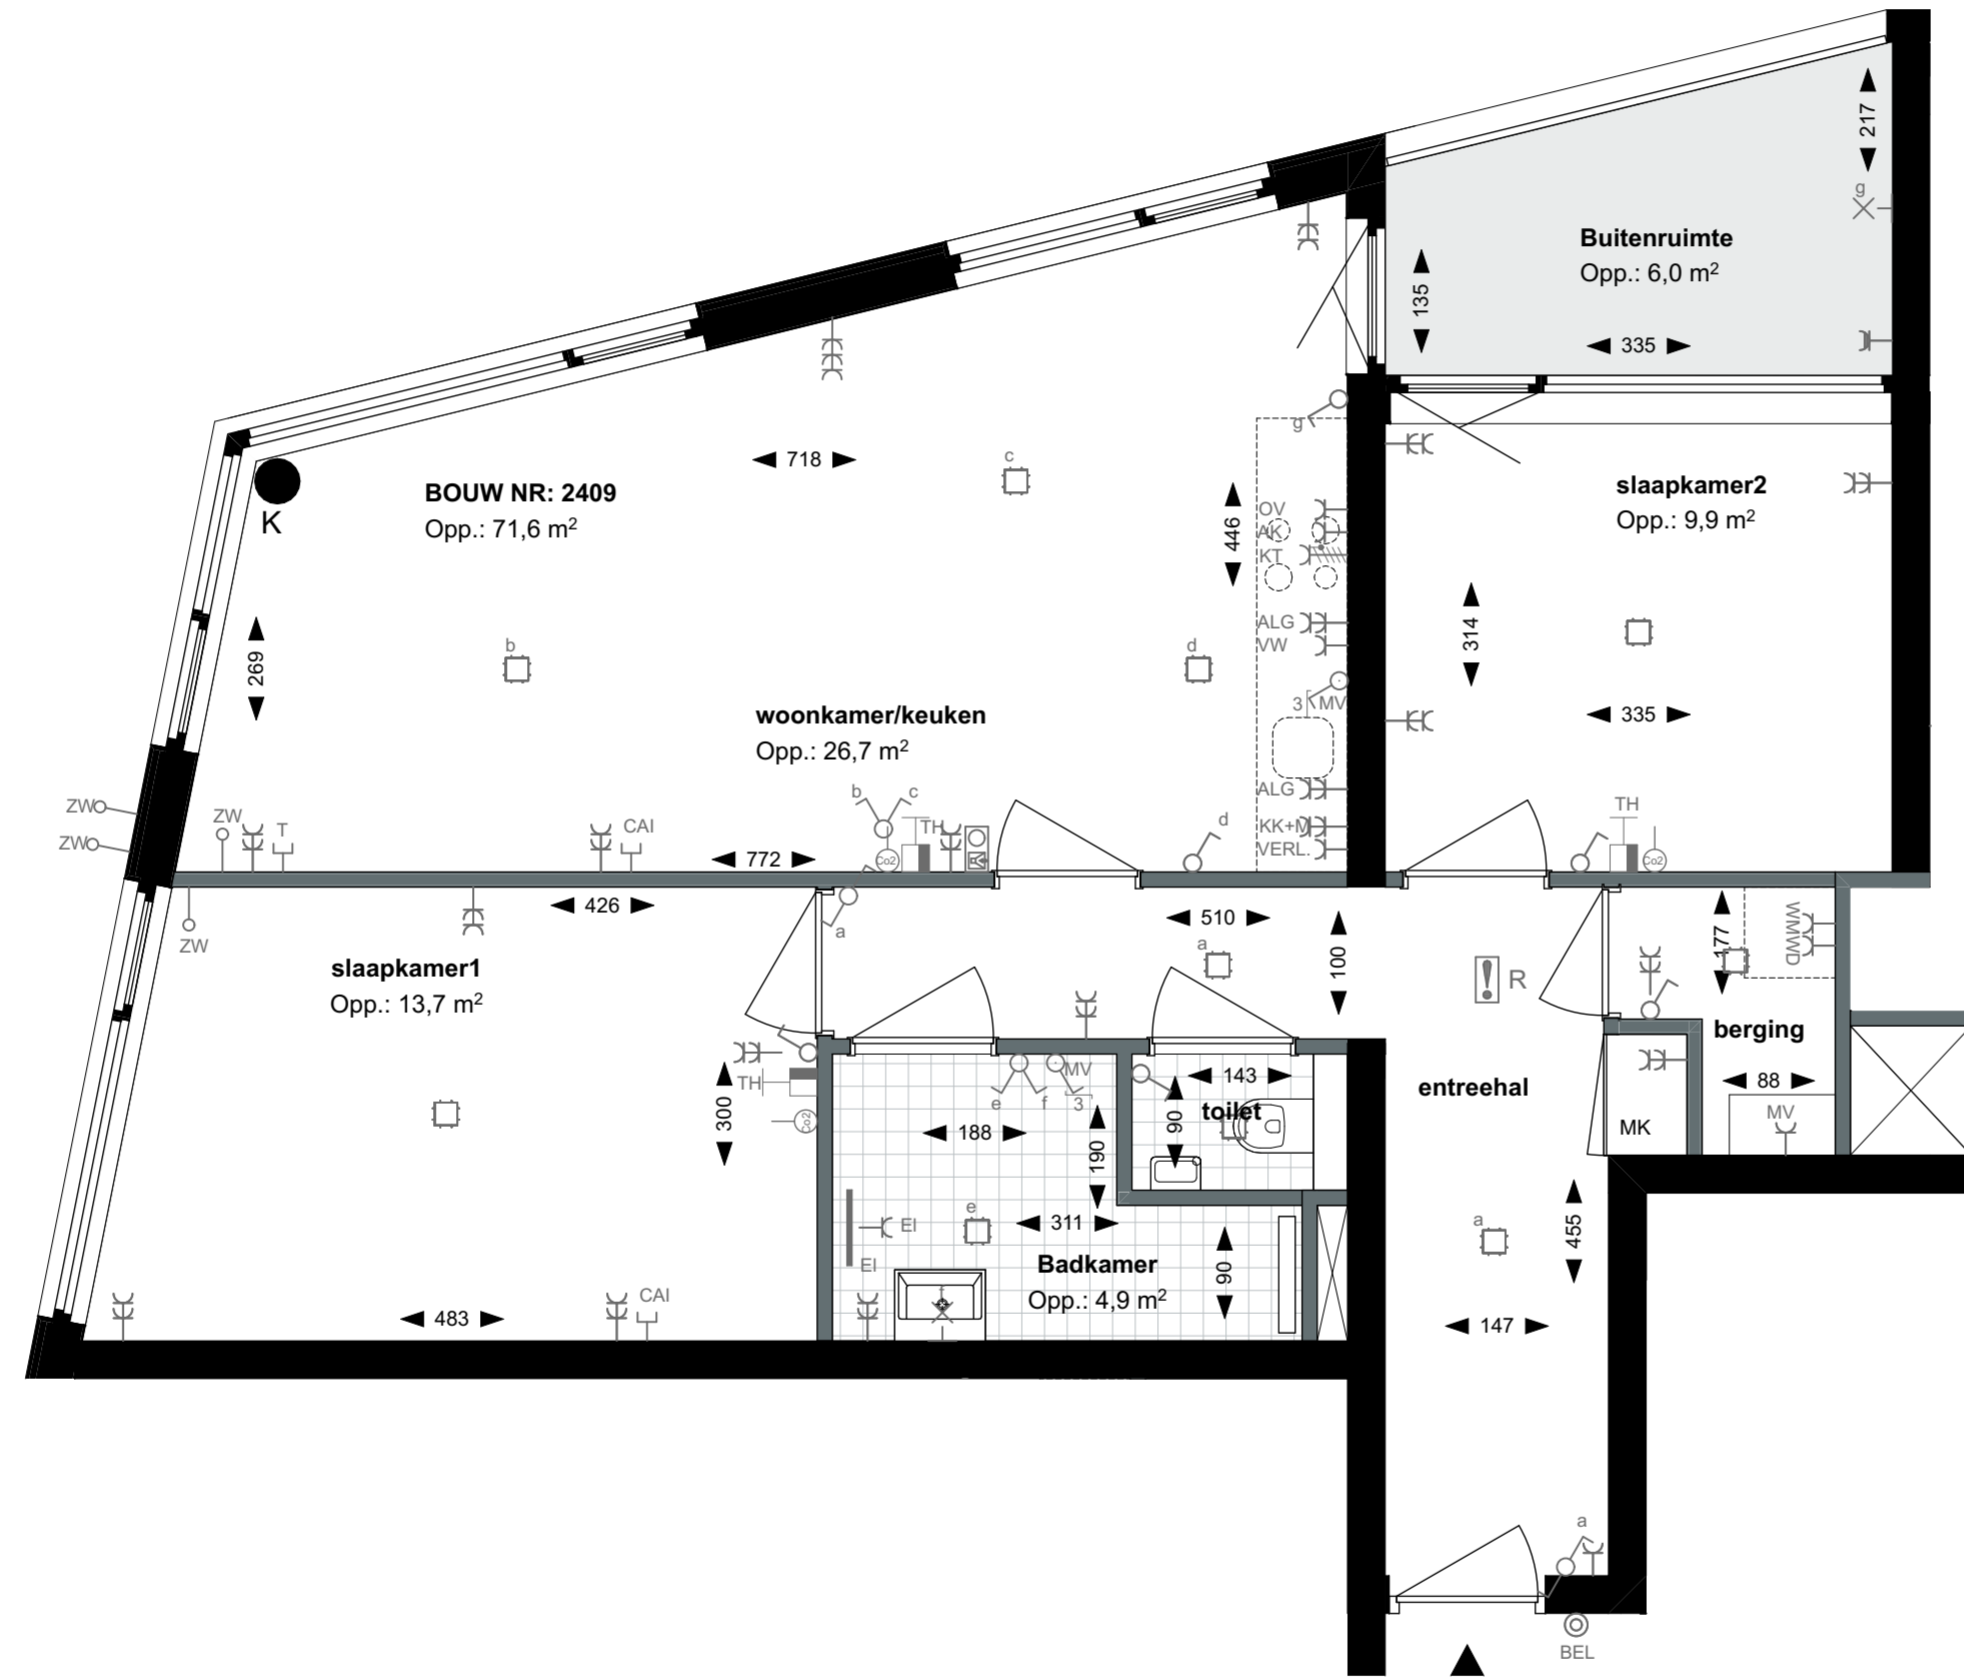 217
g
Buitenruimte
Opp.: 6,0 m²
135
335
g
718
c
BOUW NR: 2409
Opp.: 71,6 m²
K
slaapkamer2
Opp.: 9,9 m²
446
OV
AK
KT
ALG
VW
314
269
b
d
3
MV
335
woonkamer/keuken
Opp.: 26,7 m²
ALG
KK+M
VERL.
ZW
ZW
ZW
T
CAI
b
c
TH
Co2
d
TH
Co2
772
426
ZW
a
510
a
100
R
177
WMWD
slaapkamer1
Opp.: 13,7 m²
berging
TH
300
Co2
e
f
MV
3
188
190
143
90
toilet
entreehal
88
MV
MK
e
EI
EI
311
Badkamer
Opp.: 4,9 m²
90
a
455
CAI
483
147
f
a
BEL